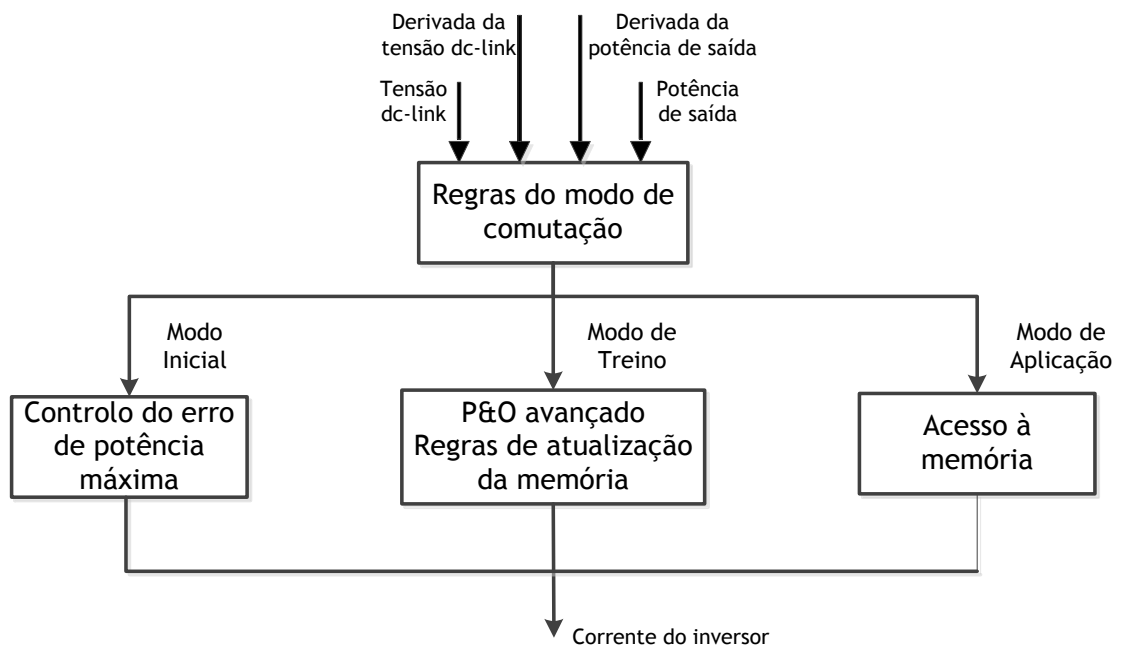 Derivada da
tensão dc-link
Derivada da
potência de saída
Tensão
dc-link
Potência
de saída
Regras do modo de
comutação
Modo
Inicial
Modo de
Treino
Modo de
Aplicação
Controlo do erro
de potência
máxima
P&O avançado
Regras de atualização
da memória
Acesso à
memória
Corrente do inversor